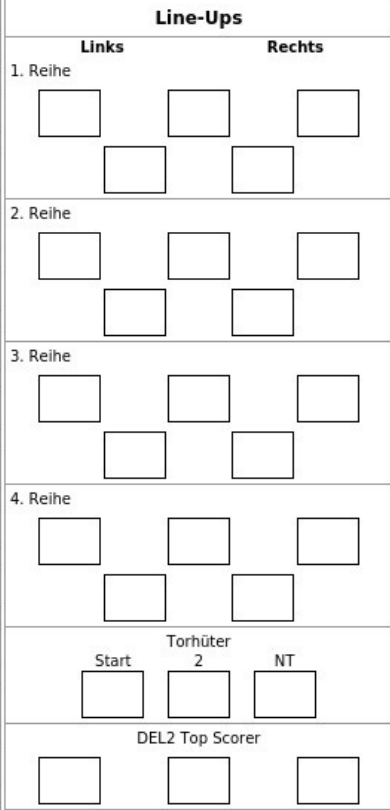 Line-Ups
Links Rechts
1. Reihe
2. Reihe
3. Reihe
4. Reihe
Torhüter
Start 2 NT
DEL2 Top Scorer